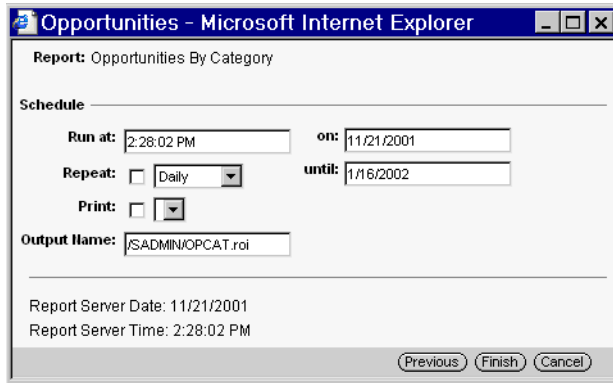 Opportunities - Microsoft Internet Explorer
Report: Opportunities By Category
Schedule
Run at: 2:28:02 PM on: 11/21/2001
Repeat: Daily until: 1/16/2002
Print:
Output Name: /SADMIN/OPCAT.roi
Report Server Date: 11/21/2001
Report Server Time: 2:28:02 PM
Previous Finish Cancel